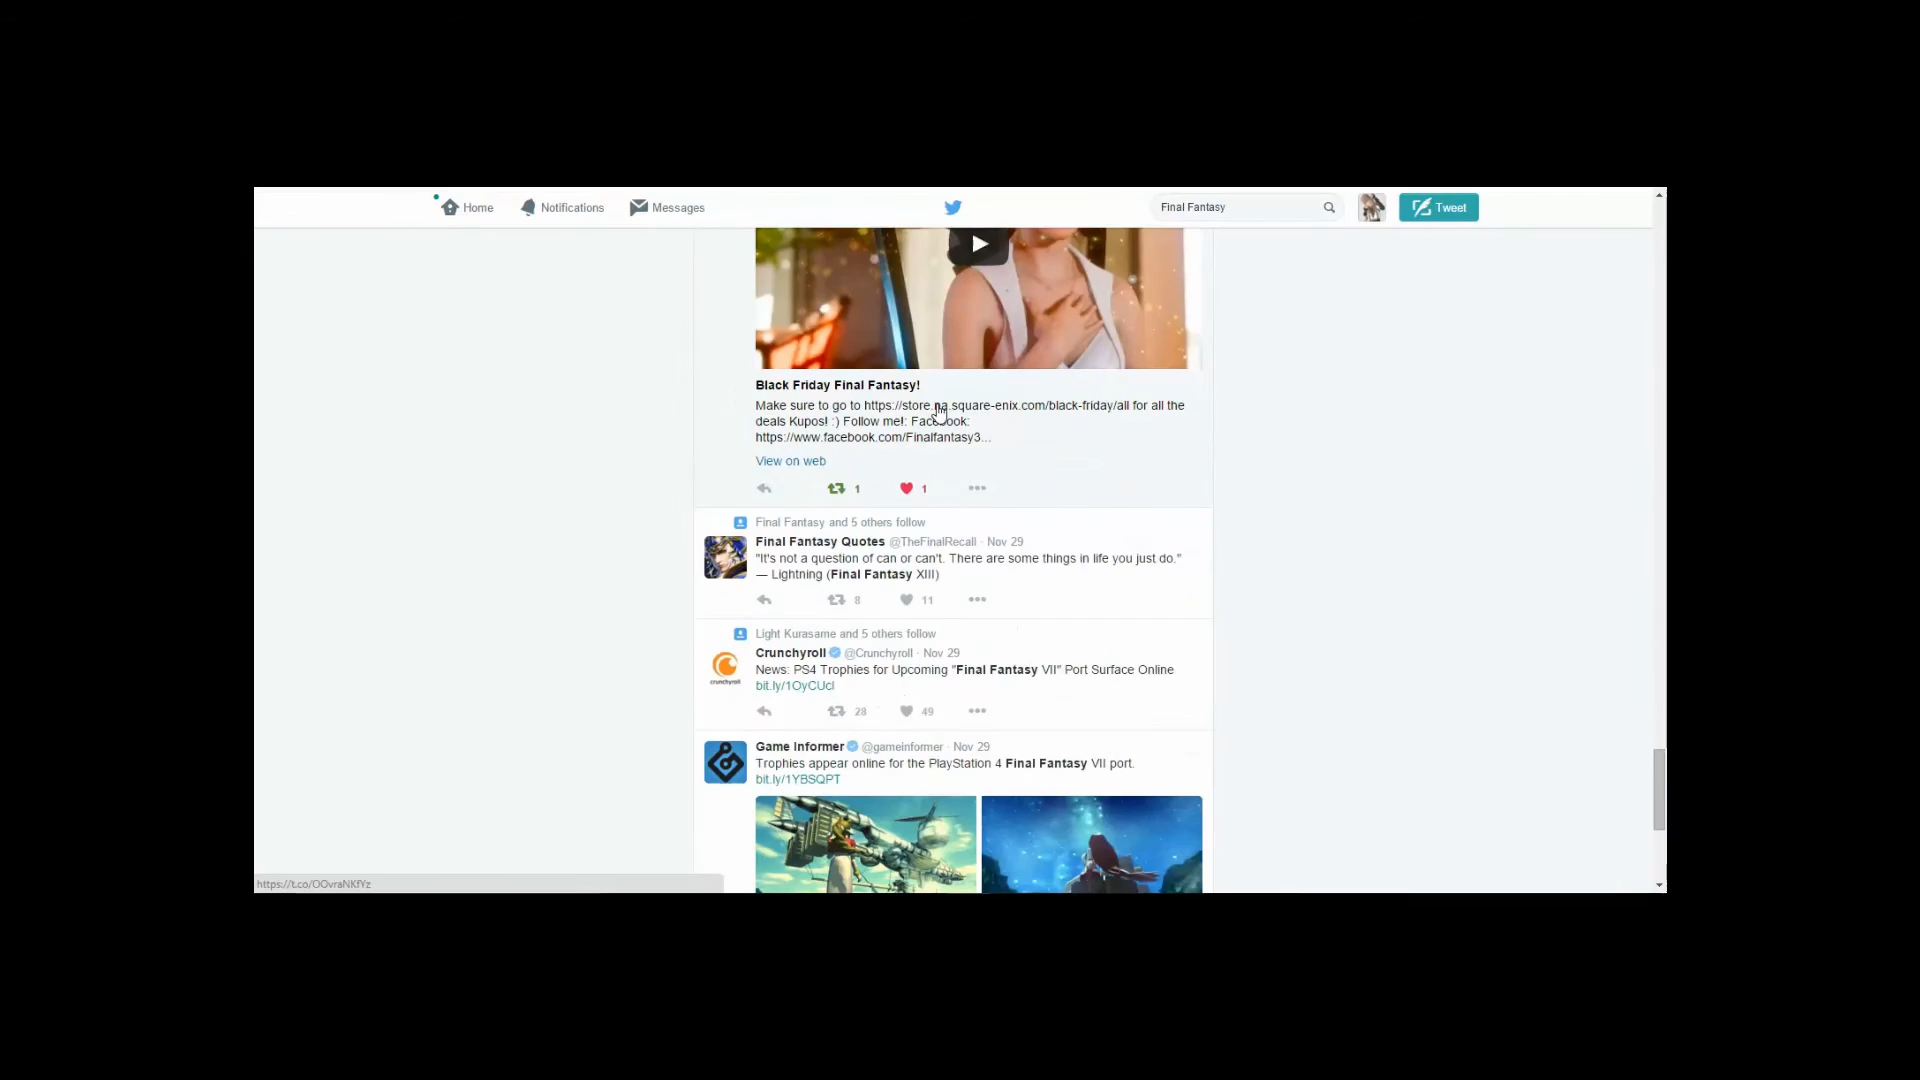 Home Notifications Messages Final Fantasy Tweet
Black Friday Final Fantasy!
Make sure to go to https://store.na.square-enix.com/black-friday/all for all the
deals Kupos! :) Follow me!: Facebook:
https://www.facebook.com/Finalfantasy3...
View on web
1 1
Final Fantasy and 5 others follow
Final Fantasy Quotes @TheFinalRecall · Nov 29
"It's not a question of can or can't. There are some things in life you just do."
— Lightning (Final Fantasy XIII)
8 11
Light Kurasame and 5 others follow
Crunchyroll @Crunchyroll · Nov 29
crunchyroll
News: PS4 Trophies for Upcoming "Final Fantasy VII" Port Surface Online
bit.ly/1OyCUcl
28 49
Game Informer @gameinformer · Nov 29
Trophies appear online for the PlayStation 4 Final Fantasy VII port.
bit.ly/1YBSQPT
https://t.co/OOvraNKfYz